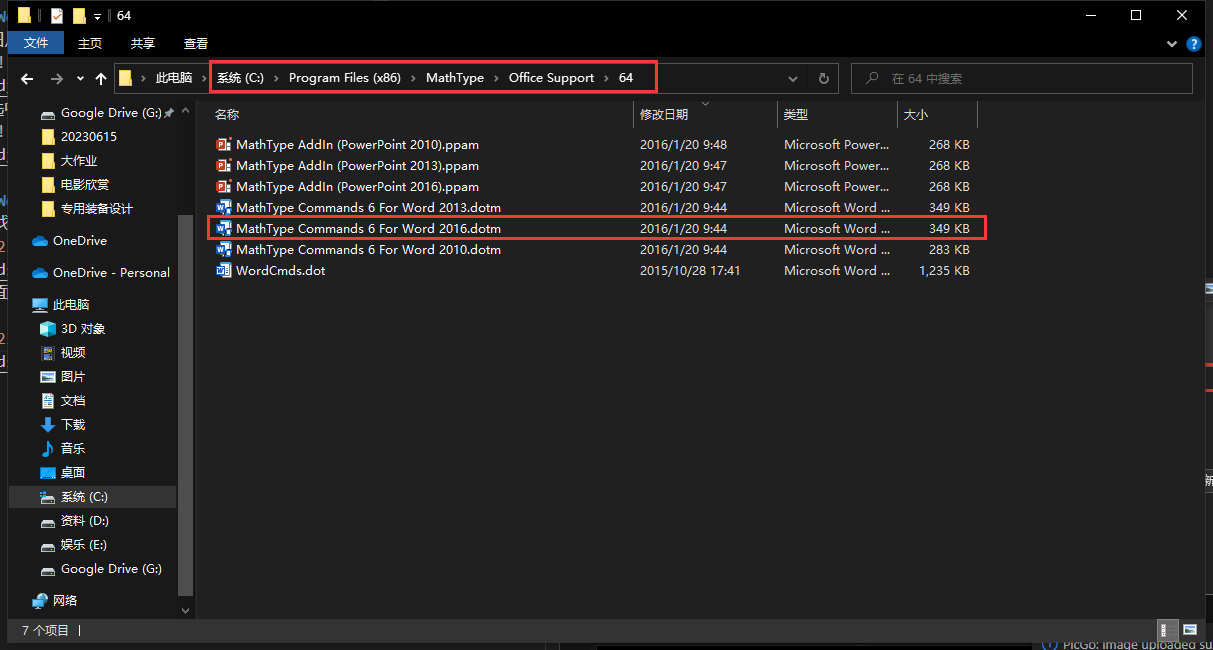 64
文件 主页 共享 查看
此电脑 系统 (C:) Program Files (x86) MathType Office Support 64 在 64 中搜索
名称 修改日期 类型 大小
Google Drive (G:)
20230615
大作业
电影欣赏
专用装备设计
OneDrive
OneDrive - Personal
此电脑
3D 对象
视频
图片
文档
下载
音乐
桌面
系统 (C:)
资料 (D:)
娱乐 (E:)
Google Drive (G:)
网络
MathType AddIn (PowerPoint 2010).ppam 2016/1/20 9:48 Microsoft Power... 268 KB
MathType AddIn (PowerPoint 2013).ppam 2016/1/20 9:47 Microsoft Power... 268 KB
MathType AddIn (PowerPoint 2016).ppam 2016/1/20 9:47 Microsoft Power... 268 KB
MathType Commands 6 For Word 2013.dotm 2016/1/20 9:44 Microsoft Word ... 349 KB
MathType Commands 6 For Word 2016.dotm 2016/1/20 9:44 Microsoft Word ... 349 KB
MathType Commands 6 For Word 2010.dotm 2016/1/20 9:44 Microsoft Word ... 283 KB
WordCmds.dot 2015/10/28 17:41 Microsoft Word ... 1,235 KB
7 个项目
PicGo: Image uploaded su